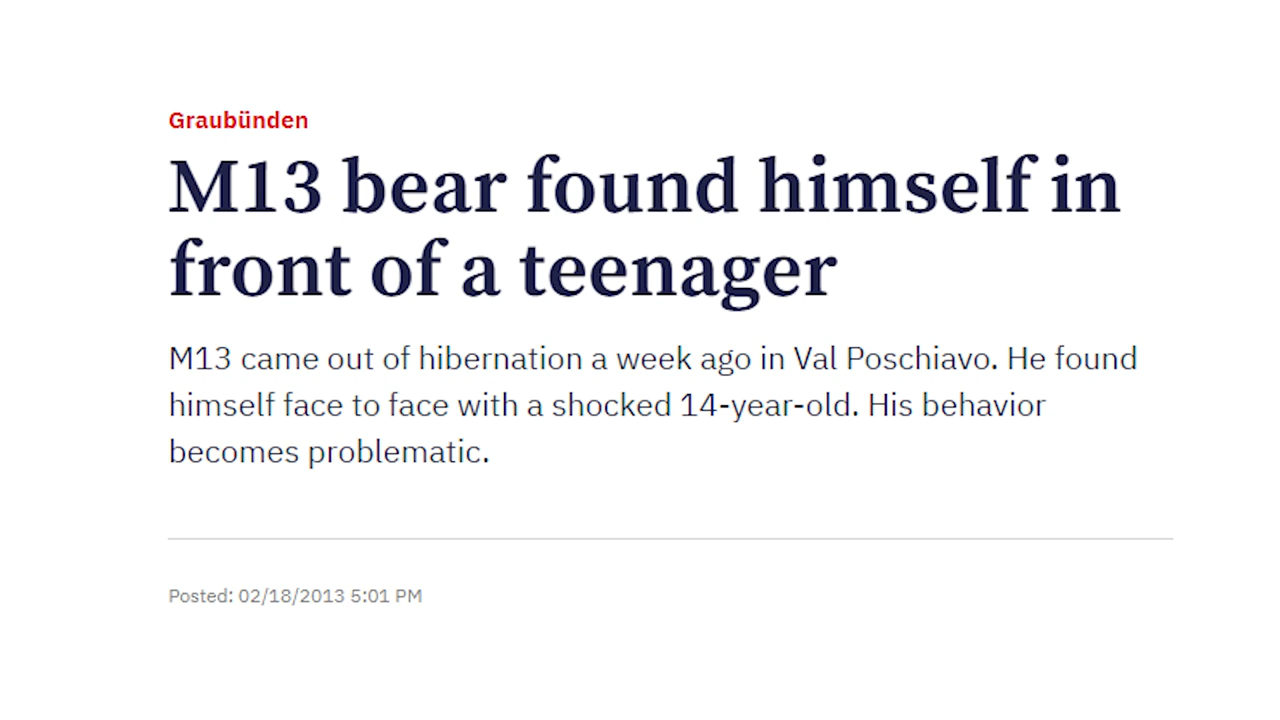 Graubünden
M13 bear found himself in
front of a teenager
M13 came out of hibernation a week ago in Val Poschiavo. He found
himself face to face with a shocked 14-year-old. His behavior
becomes problematic.
Posted: 02/18/2013 5:01 PM